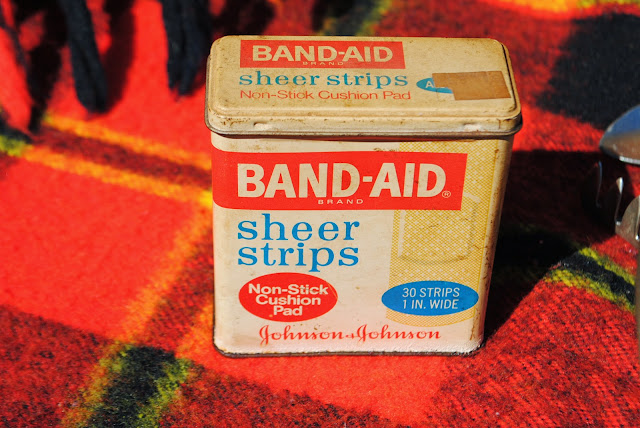 BAND-AID
BRAND
sheer strips
Non-Stick Cushion Pad
BAND-AID®
BRAND
sheer
strips
Non-Stick
Cushion
Pad
30 STRIPS
1 IN. WIDE
Johnson & Johnson